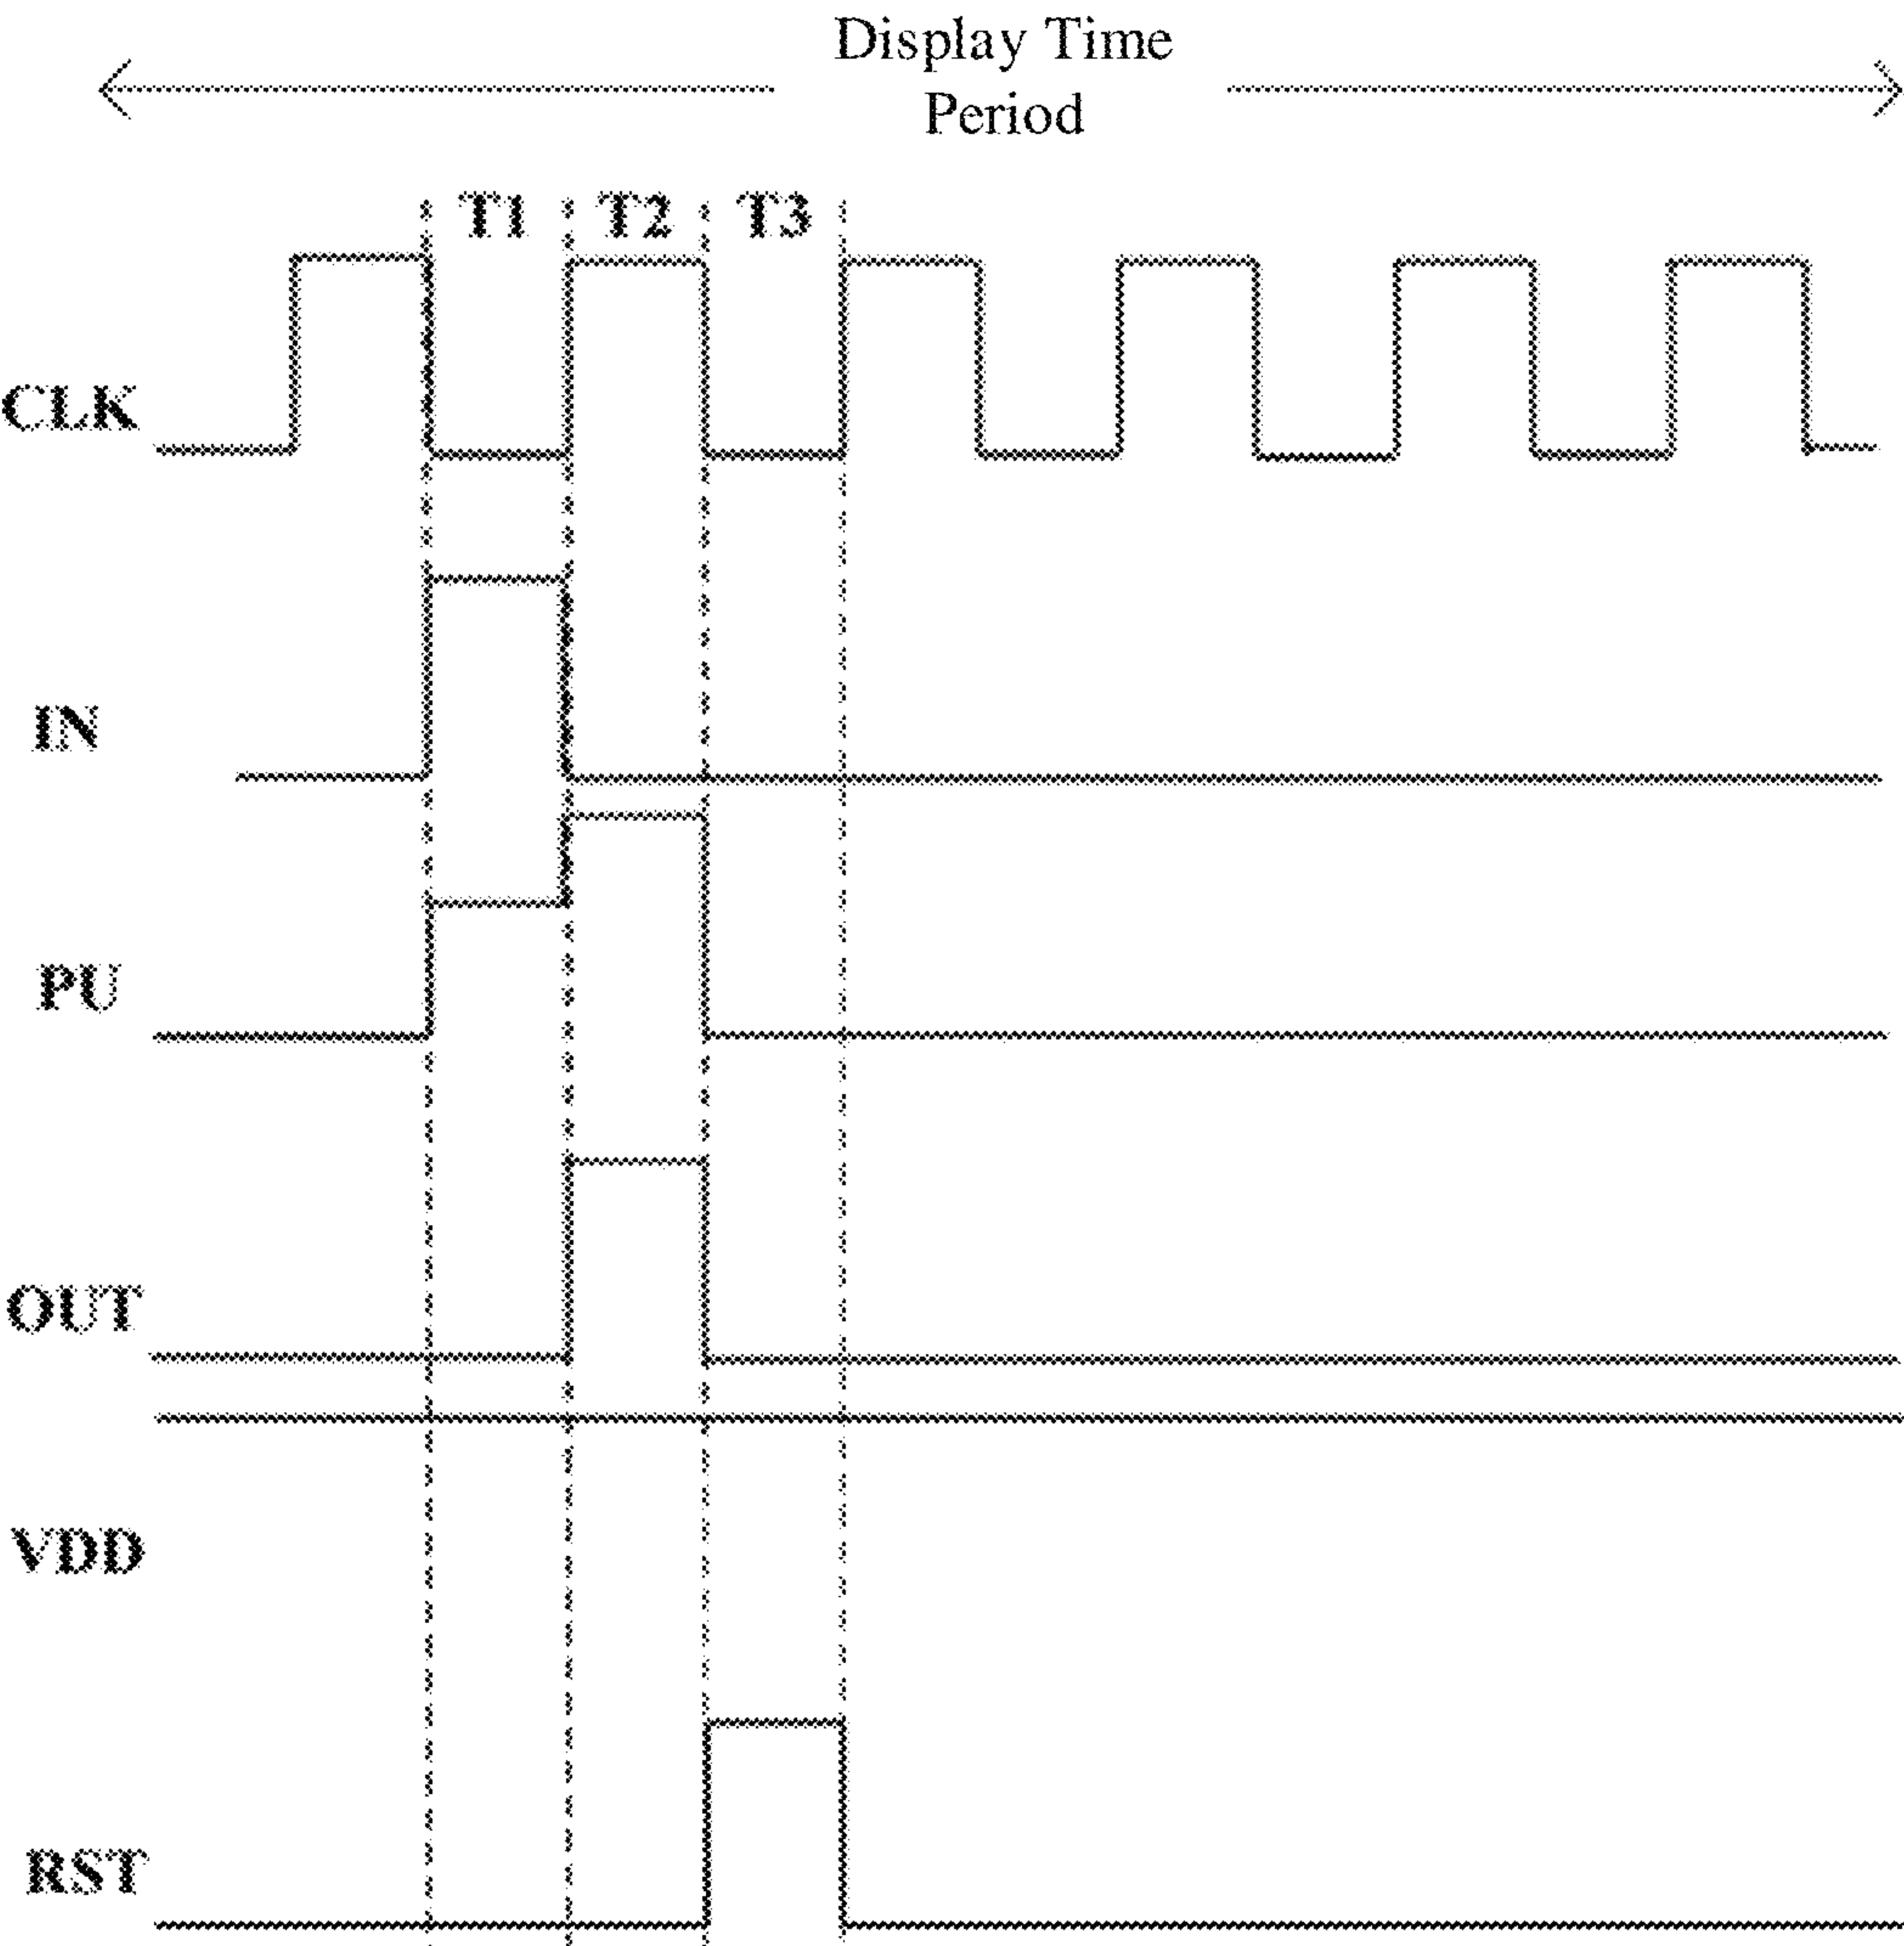 Display Time
Period
T1 T2 T3
CLK
IN
PU
OUT
VDD
RST